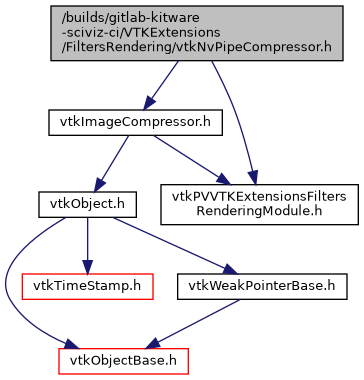 /builds/gitlab-kitware
-sciviz-ci/VTKExtensions
/FiltersRendering/vtkNvPipeCompressor.h
vtkImageCompressor.h
vtkPVVTKExtensionsFilters
RenderingModule.h
vtkObject.h
vtkTimeStamp.h
vtkWeakPointerBase.h
vtkObjectBase.h